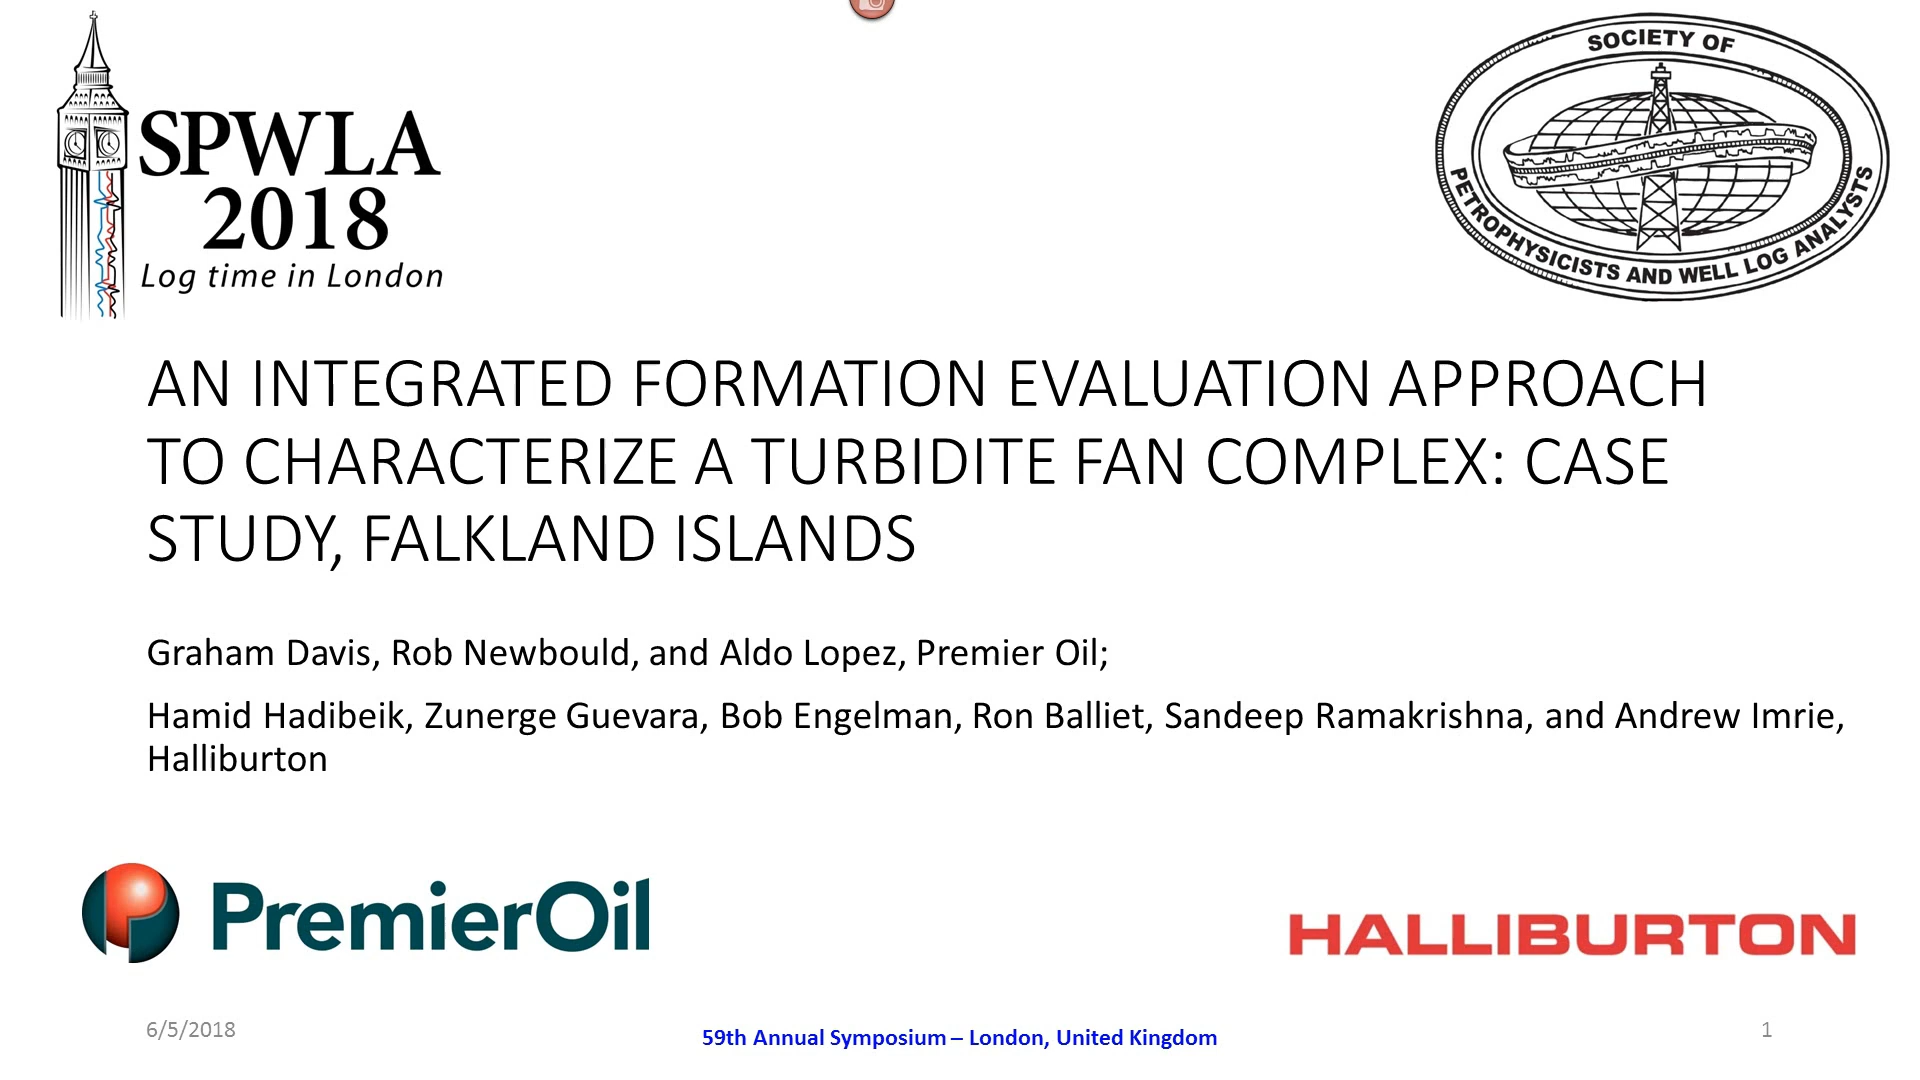 SPWLA
2018
Log time in London
SOCIETY OF
PETROPHYSICISTS AND WELL LOG ANALYSTS
AN INTEGRATED FORMATION EVALUATION APPROACH
TO CHARACTERIZE A TURBIDITE FAN COMPLEX: CASE
STUDY, FALKLAND ISLANDS
Graham Davis, Rob Newbould, and Aldo Lopez, Premier Oil;
Hamid Hadibeik, Zunerge Guevara, Bob Engelman, Ron Balliet, Sandeep Ramakrishna, and Andrew Imrie,
Halliburton
PremierOil
HALLIBURTON
6/5/2018
59th Annual Symposium – London, United Kingdom
1